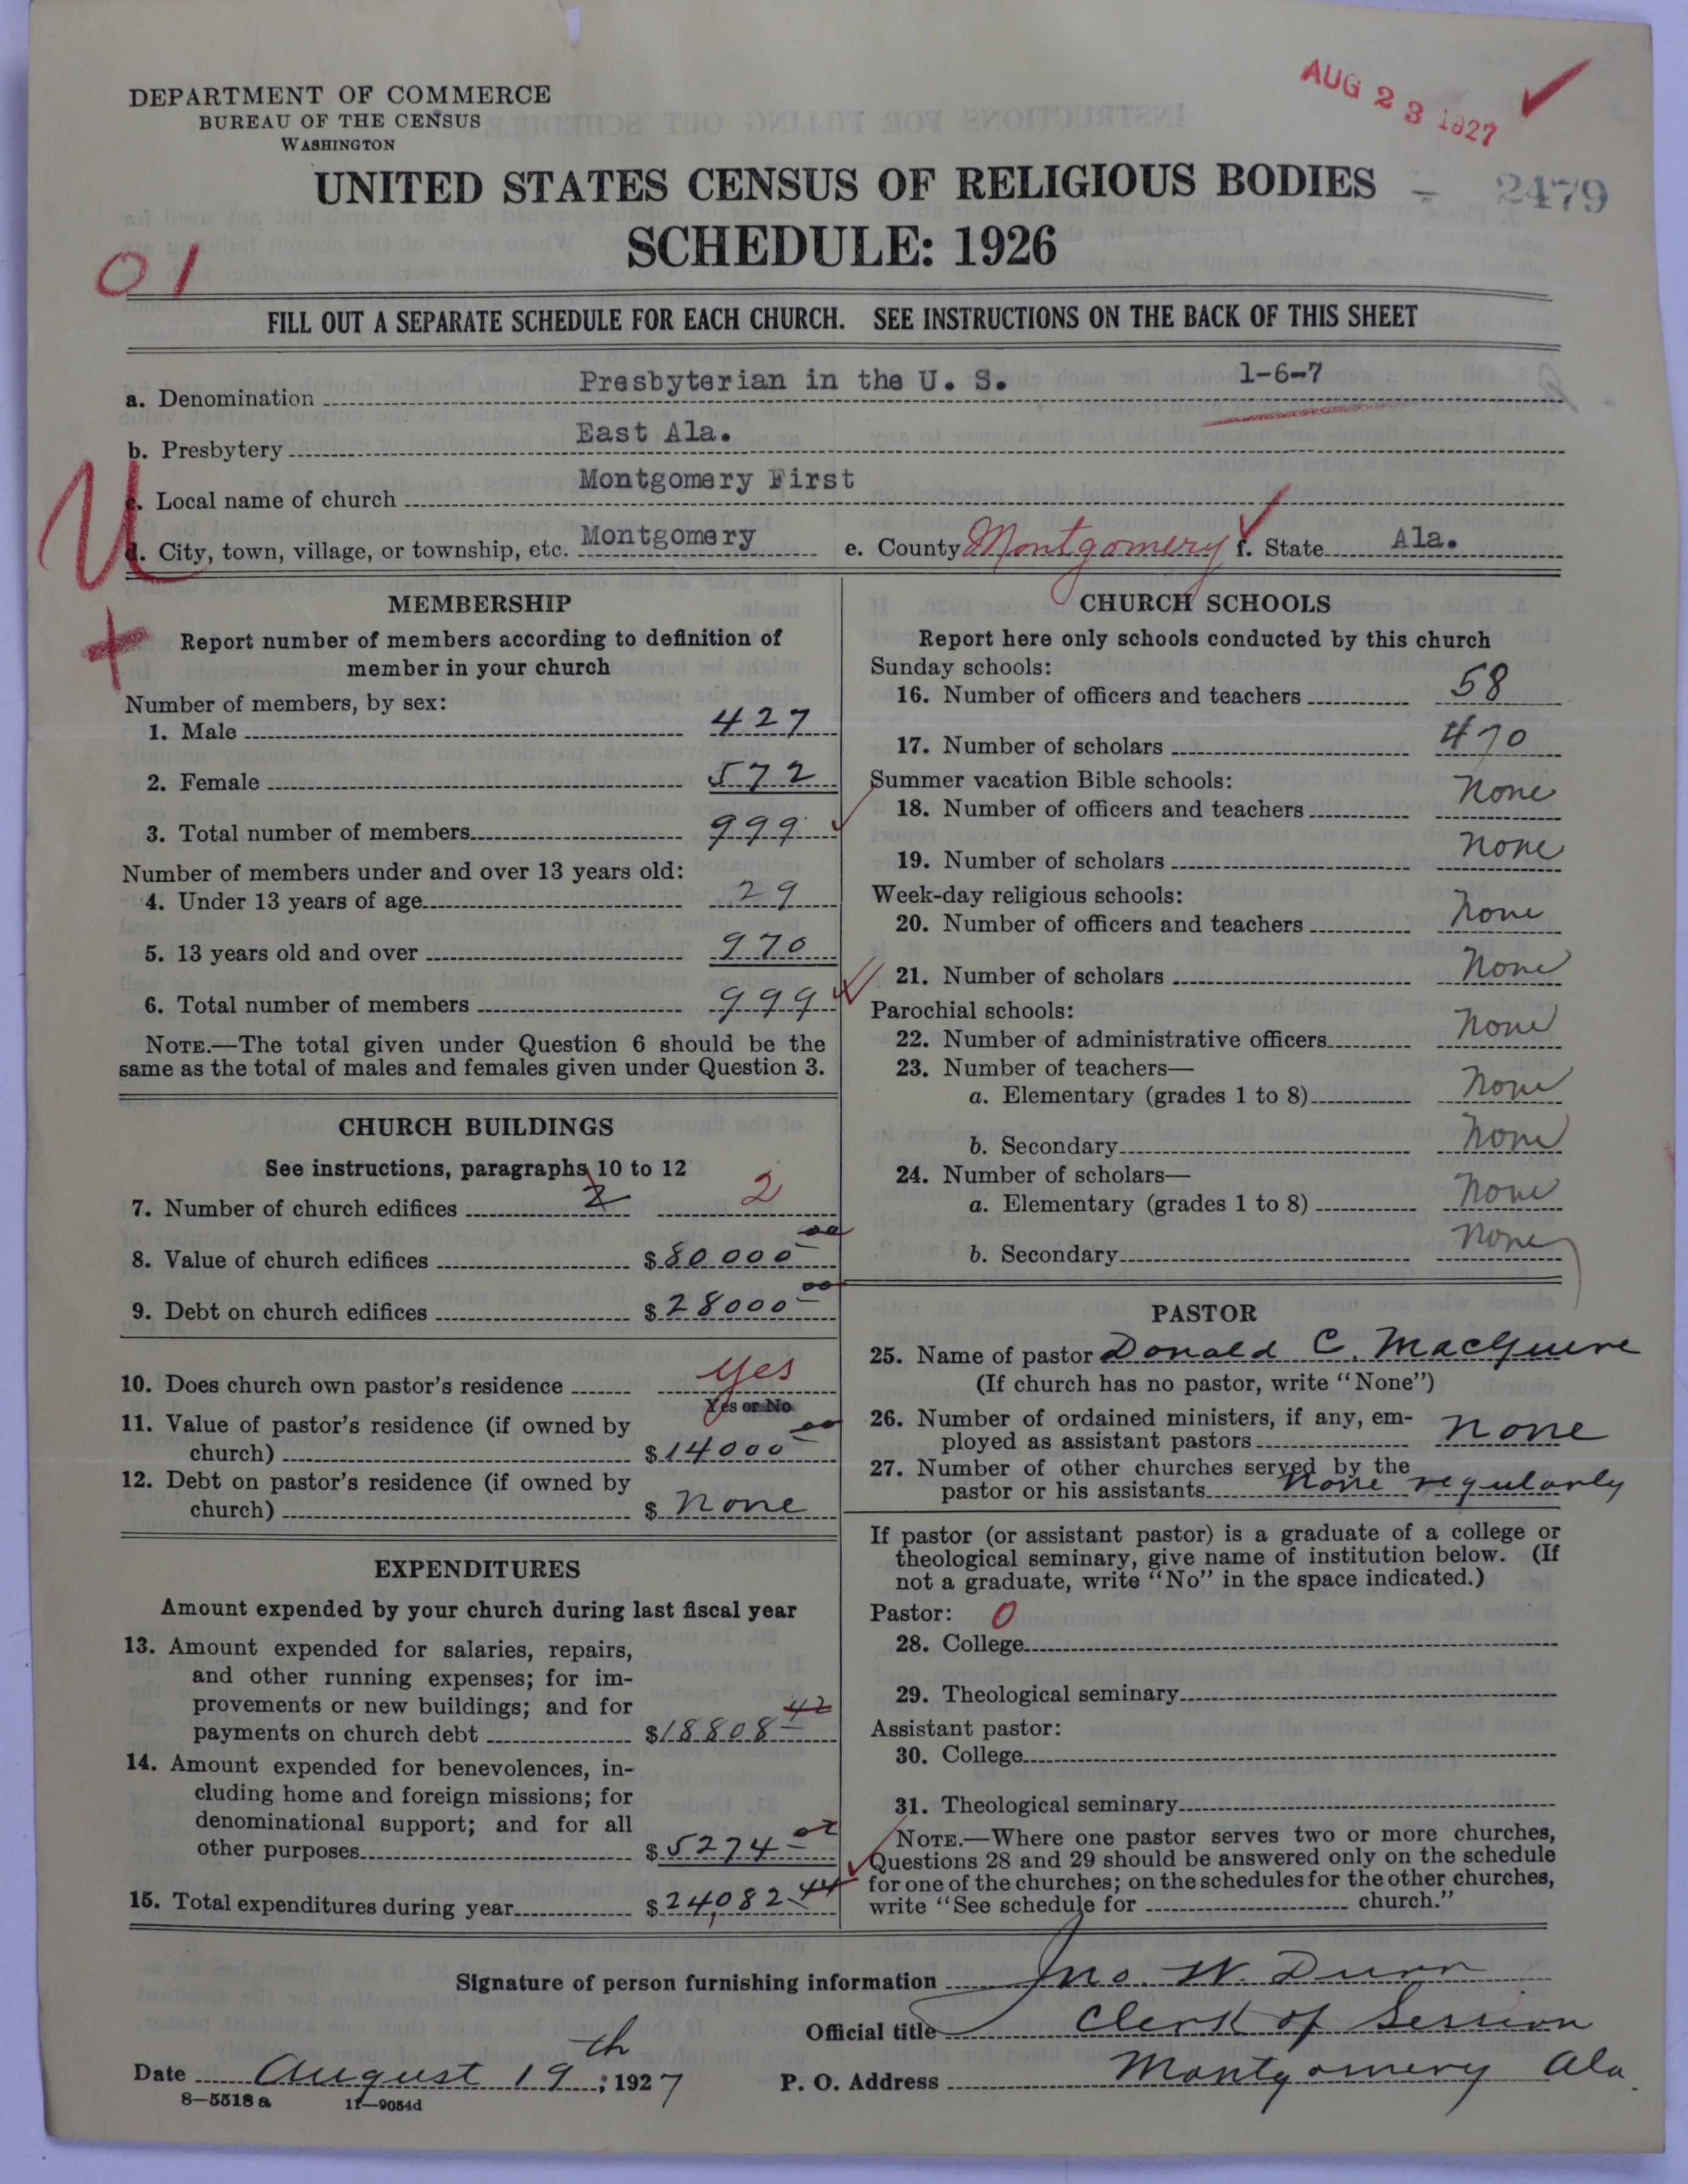 DEPARTMENT OF COMMERCE
BUREAU OF THE CENSUS
WASHINGTON
AUG 23 1927
UNITED STATES CENSUS OF RELIGIOUS BODIES - 2479
SCHEDULE: 1926
01
FILL OUT A SEPARATE SCHEDULE FOR EACH CHURCH. SEE INSTRUCTIONS ON THE BACK OF THIS SHEET
a. Denomination Presbyterian in the U. S. 1-6-7
b. Presbytery East Ala.
c. Local name of church Montgomery First
d. City, town, village, or township, etc. Montgomery e. County Montgomery f. State Ala.
U
MEMBERSHIP
Report number of members according to definition of
member in your church
Number of members, by sex:
1. Male 427
2. Female 572
3. Total number of members 999
Number of members under and over 13 years old:
4. Under 13 years of age 29
5. 13 years old and over 970
6. Total number of members 999
NOTE.—The total given under Question 6 should be the
same as the total of males and females given under Question 3.
CHURCH BUILDINGS
See instructions, paragraphs 10 to 12
7. Number of church edifices 2 2
8. Value of church edifices $80000 00
9. Debt on church edifices $28000 00
10. Does church own pastor's residence yes
Yes or No
11. Value of pastor's residence (if owned by
church) $14000 00
12. Debt on pastor's residence (if owned by
church) $ None
EXPENDITURES
Amount expended by your church during last fiscal year
13. Amount expended for salaries, repairs,
and other running expenses; for im-
provements or new buildings; and for
payments on church debt $18808 42
14. Amount expended for benevolences, in-
cluding home and foreign missions; for
denominational support; and for all
other purposes $5274 02
15. Total expenditures during year $24,082 44
CHURCH SCHOOLS
Report here only schools conducted by this church
Sunday schools:
16. Number of officers and teachers 58
17. Number of scholars 470
Summer vacation Bible schools:
18. Number of officers and teachers None
19. Number of scholars None
Week-day religious schools:
20. Number of officers and teachers None
21. Number of scholars None
Parochial schools:
22. Number of administrative officers None
23. Number of teachers—
a. Elementary (grades 1 to 8) None
b. Secondary None
24. Number of scholars—
a. Elementary (grades 1 to 8) None
b. Secondary None
PASTOR
25. Name of pastor Donald C. MacGuire
(If church has no pastor, write "None")
26. Number of ordained ministers, if any, em-
ployed as assistant pastors none
27. Number of other churches served by the
pastor or his assistants None regularly
If pastor (or assistant pastor) is a graduate of a college or
theological seminary, give name of institution below. (If
not a graduate, write "No" in the space indicated.)
Pastor: 0
28. College
29. Theological seminary
Assistant pastor:
30. College
31. Theological seminary
NOTE.—Where one pastor serves two or more churches,
Questions 28 and 29 should be answered only on the schedule
for one of the churches; on the schedules for the other churches,
write "See schedule for church."
Signature of person furnishing information Jno. W. Durr
Official title Clerk of Session
Date August 19th, 1927 P. O. Address Montgomery Ala.
8—5518 a 11—9054d